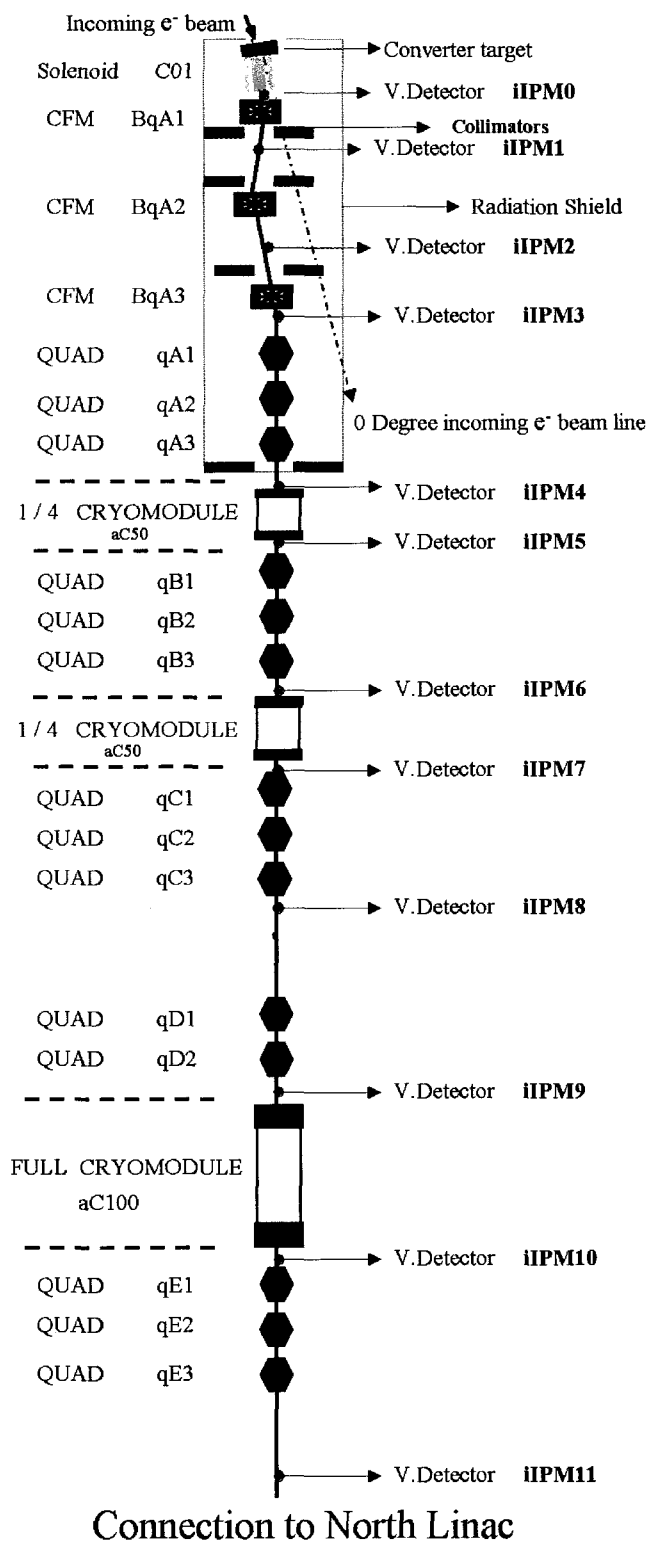 Incoming e⁻ beam
Converter target
Solenoid C01
V.Detector iIPM0
CFM BqA1
Collimators
V.Detector iIPM1
CFM BqA2
Radiation Shield
V.Detector iIPM2
CFM BqA3
V.Detector iIPM3
QUAD qA1
QUAD qA2
0 Degree incoming e⁻ beam line
QUAD qA3
V.Detector iIPM4
1 / 4 CRYOMODULE
aC50
V.Detector iIPM5
QUAD qB1
QUAD qB2
QUAD qB3
V.Detector iIPM6
1 / 4 CRYOMODULE
aC50
V.Detector iIPM7
QUAD qC1
QUAD qC2
QUAD qC3
V.Detector iIPM8
QUAD qD1
QUAD qD2
V.Detector iIPM9
FULL CRYOMODULE
aC100
V.Detector iIPM10
QUAD qE1
QUAD qE2
QUAD qE3
V.Detector iIPM11
Connection to North Linac